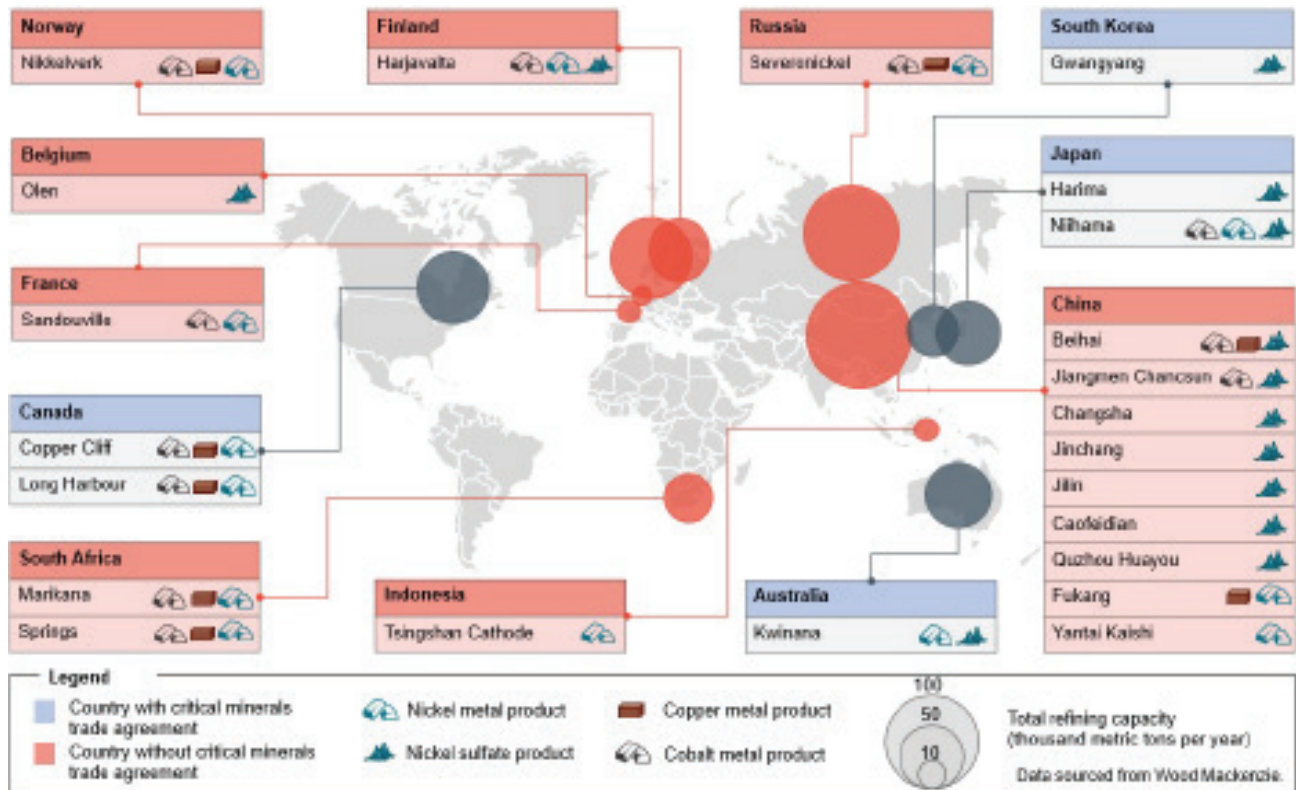 Norway
Nikkelverk
Finland
Harjavalta
Russia
Severonickel
South Korea
Gwangyang
Belgium
Olen
Japan
Harima
Niihama
France
Sandouville
China
Beihai
Jiangmen Chancsun
Changsha
Jinchang
Jilin
Caofeidian
Quzhou Huayou
Fukang
Yantai Kaishi
Canada
Copper Cliff
Long Harbour
South Africa
Marikana
Springs
Indonesia
Tsingshan Cathode
Australia
Kwinana
Legend
Country with critical minerals
trade agreement
Country without critical minerals
trade agreement
Nickel metal product
Nickel sulfate product
Copper metal product
Cobalt metal product
100
50
10
Total refining capacity
(thousand metric tons per year)
Data sourced from Wood Mackenzie.